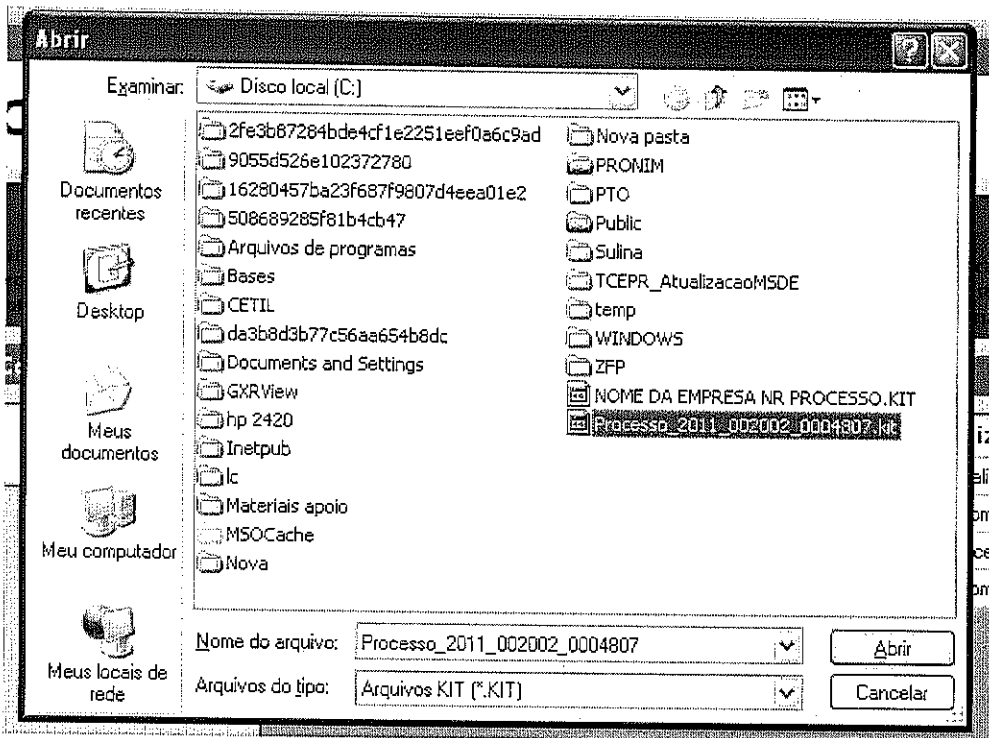 Abrir
Examinar:
Disco local (C:)
Documentos
recentes
Desktop
Meus
documentos
Meu computador
Meus locais de
rede
2fe3b87284bde4cf1e2251eef0a6c9ad
9055d526e102372780
16280457ba23f687f9807d4eea01e2
508689285f81b4cb47
Arquivos de programas
Bases
CETIL
da3b8d3b77c56aa654b8dc
Documents and Settings
GXRView
hp 2420
Inetpub
lc
Materiais apoio
MSOCache
Nova
Nova pasta
PRONIM
PTO
Public
Sulina
TCEPR_AtualizacaoMSDE
temp
WINDOWS
ZFP
NOME DA EMPRESA NR PROCESSO.KIT
Processo_2011_002002_0004807.kit
Nome do arquivo:
Processo_2011_002002_0004807
Abrir
Arquivos do tipo:
Arquivos KIT (*.KIT)
Cancelar